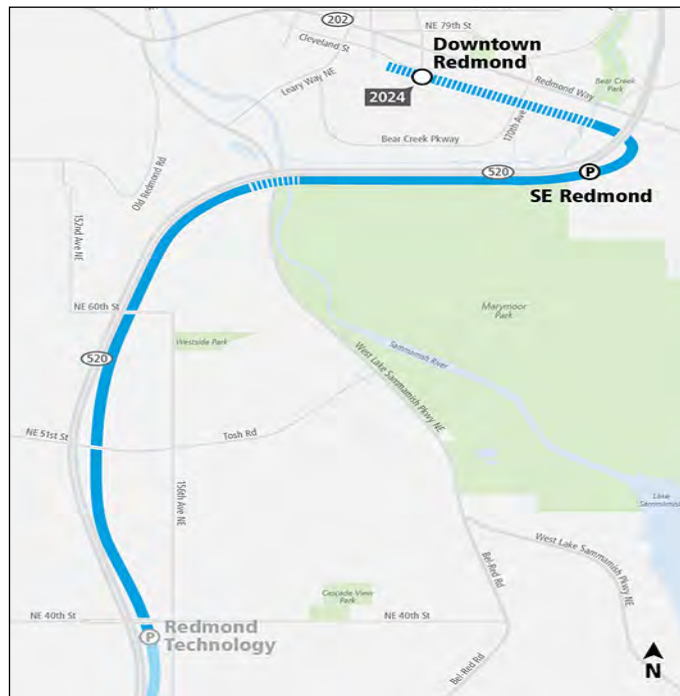 202
NE 79th St
Cleveland St
Downtown
Redmond
Leary Way NE
2024
Redmond Way
Bear Creek
Park
170th Ave
Bear Creek Pkwy
Old Redmond Rd
520
P
SE Redmond
152nd Ave NE
NE 60th St
Marymoor
Park
Westside Park
Sammamish River
520
West Lake Sammamish Pkwy NE
NE 51st St
Tosh Rd
156th Ave NE
Lake
Sammamish
West Lake Sammamish Pkwy NE
Bel-Red Rd
Cascade View
Park
NE 40th St
NE 40th St
P
Redmond
Technology
Bel-Red Rd
N